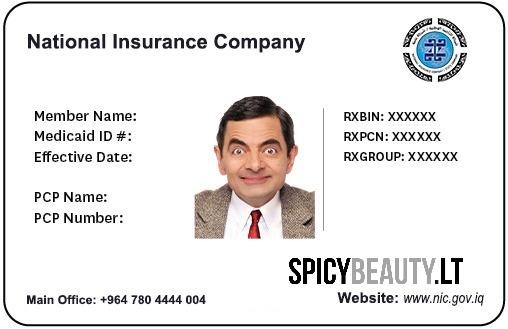 National Insurance Company
Member Name:
Medicaid ID #:
Effective Date:
PCP Name:
PCP Number:
RXBIN: XXXXXX
RXPCN: XXXXXX
RXGROUP: XXXXXX
SPICYBEAUTY.LT
Main Office: +964 780 4444 004
Website: www.nic.gov.iq